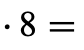 · 8 =